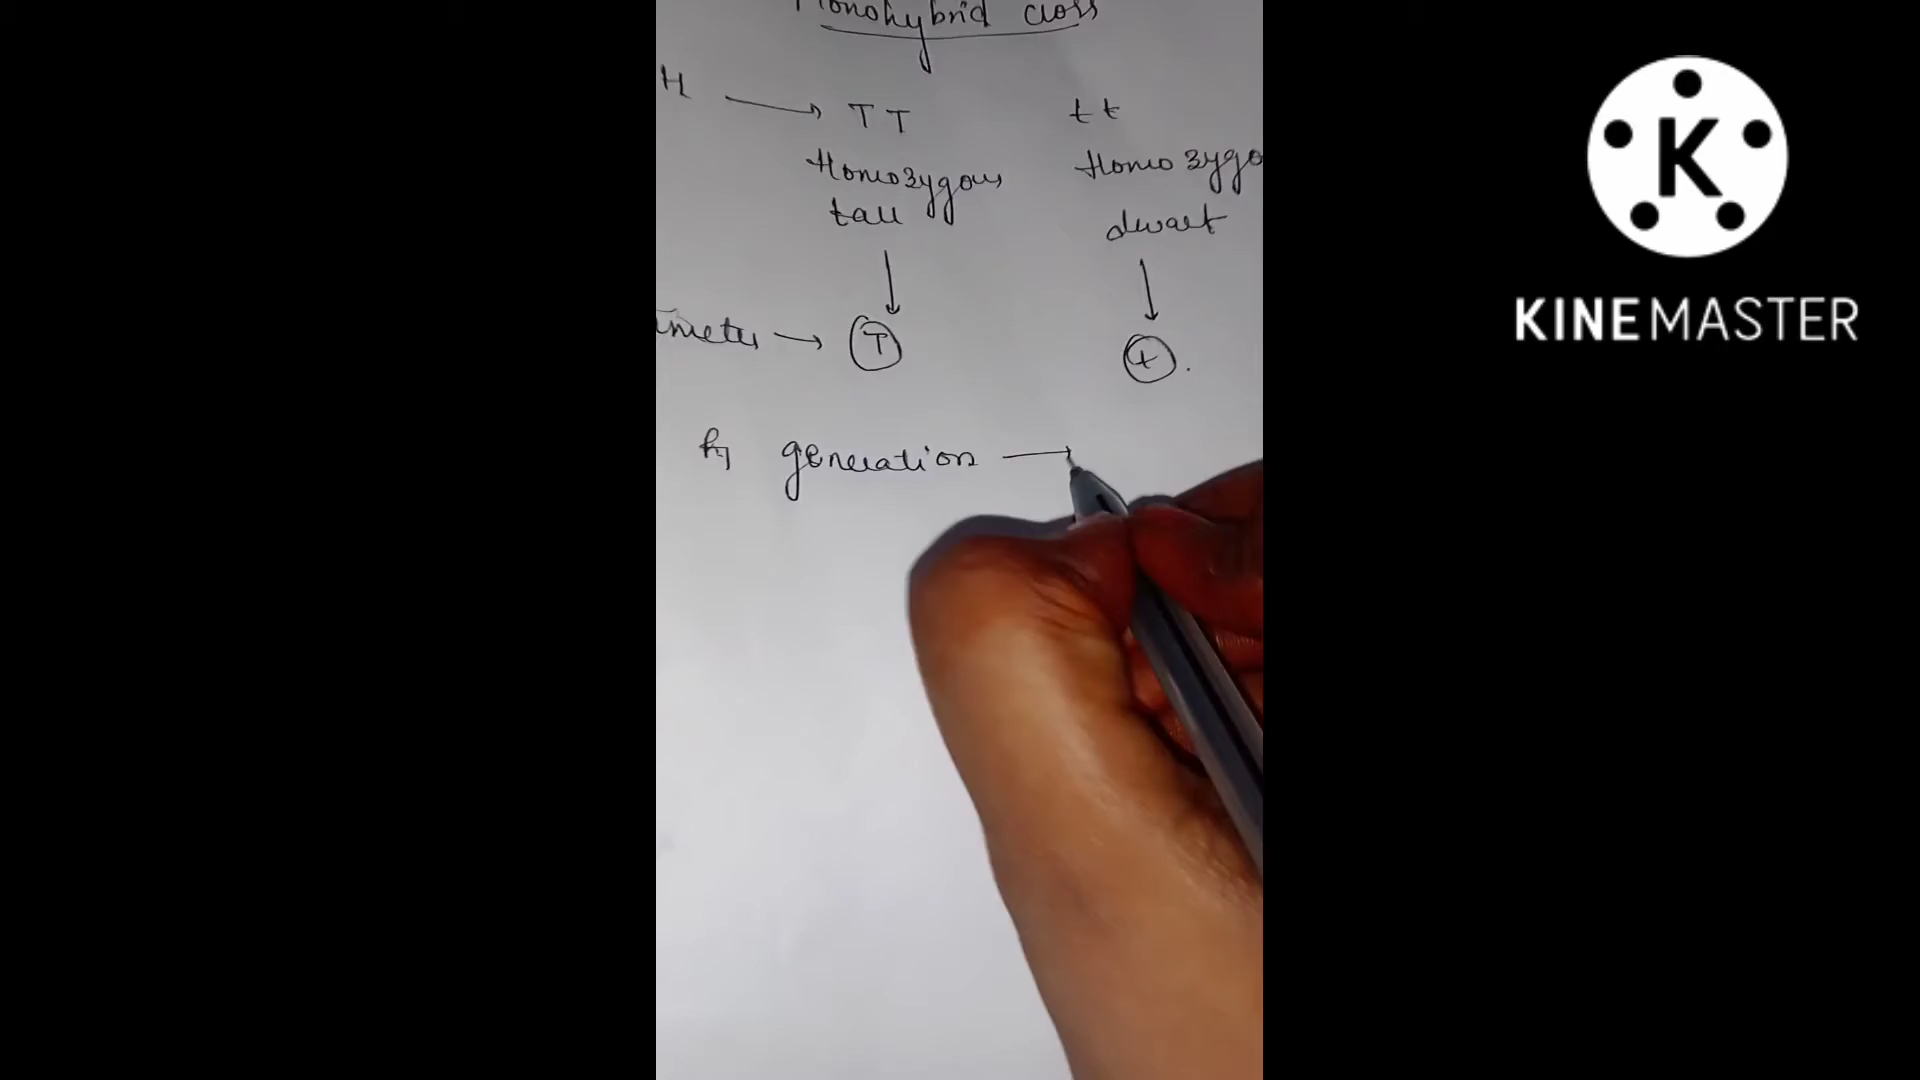 Monohybrid cross
TT tt
Homozygous Homozygo
tall dwarf
T t
F1 generation
K
KINEMASTER